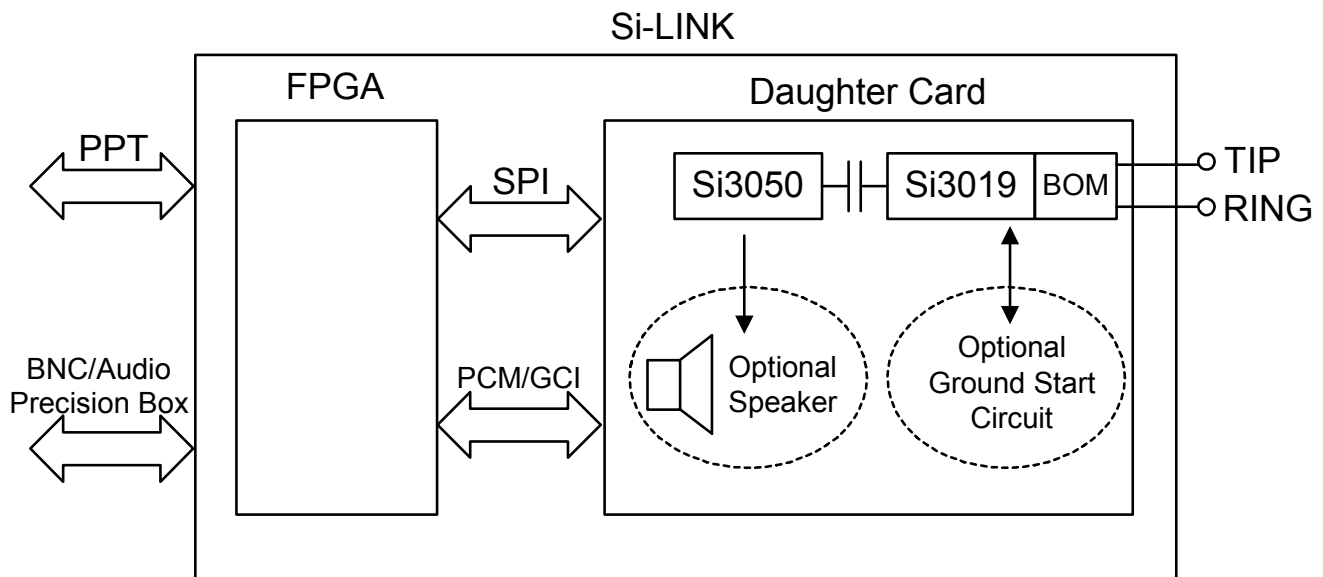 Si-LINK
FPGA
Daughter Card
PPT
SPI
Si3050
Si3019
BOM
TIP
RING
BNC/Audio
Precision Box
PCM/GCI
Optional
Speaker
Optional
Ground Start
Circuit